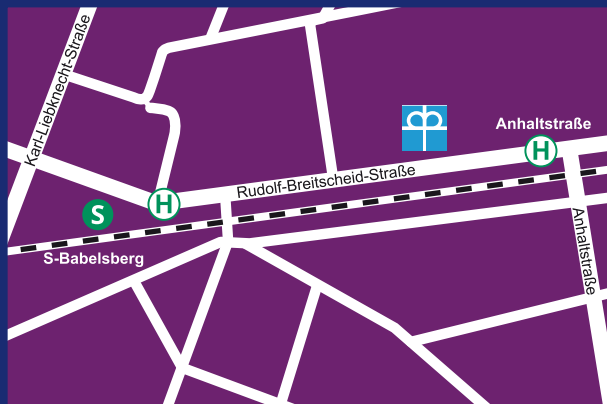 Karl-Liebknecht-Straße
Anhaltstraße
H
Rudolf-Breitscheid-Straße
H
S
S-Babelsberg
Anhaltstraße